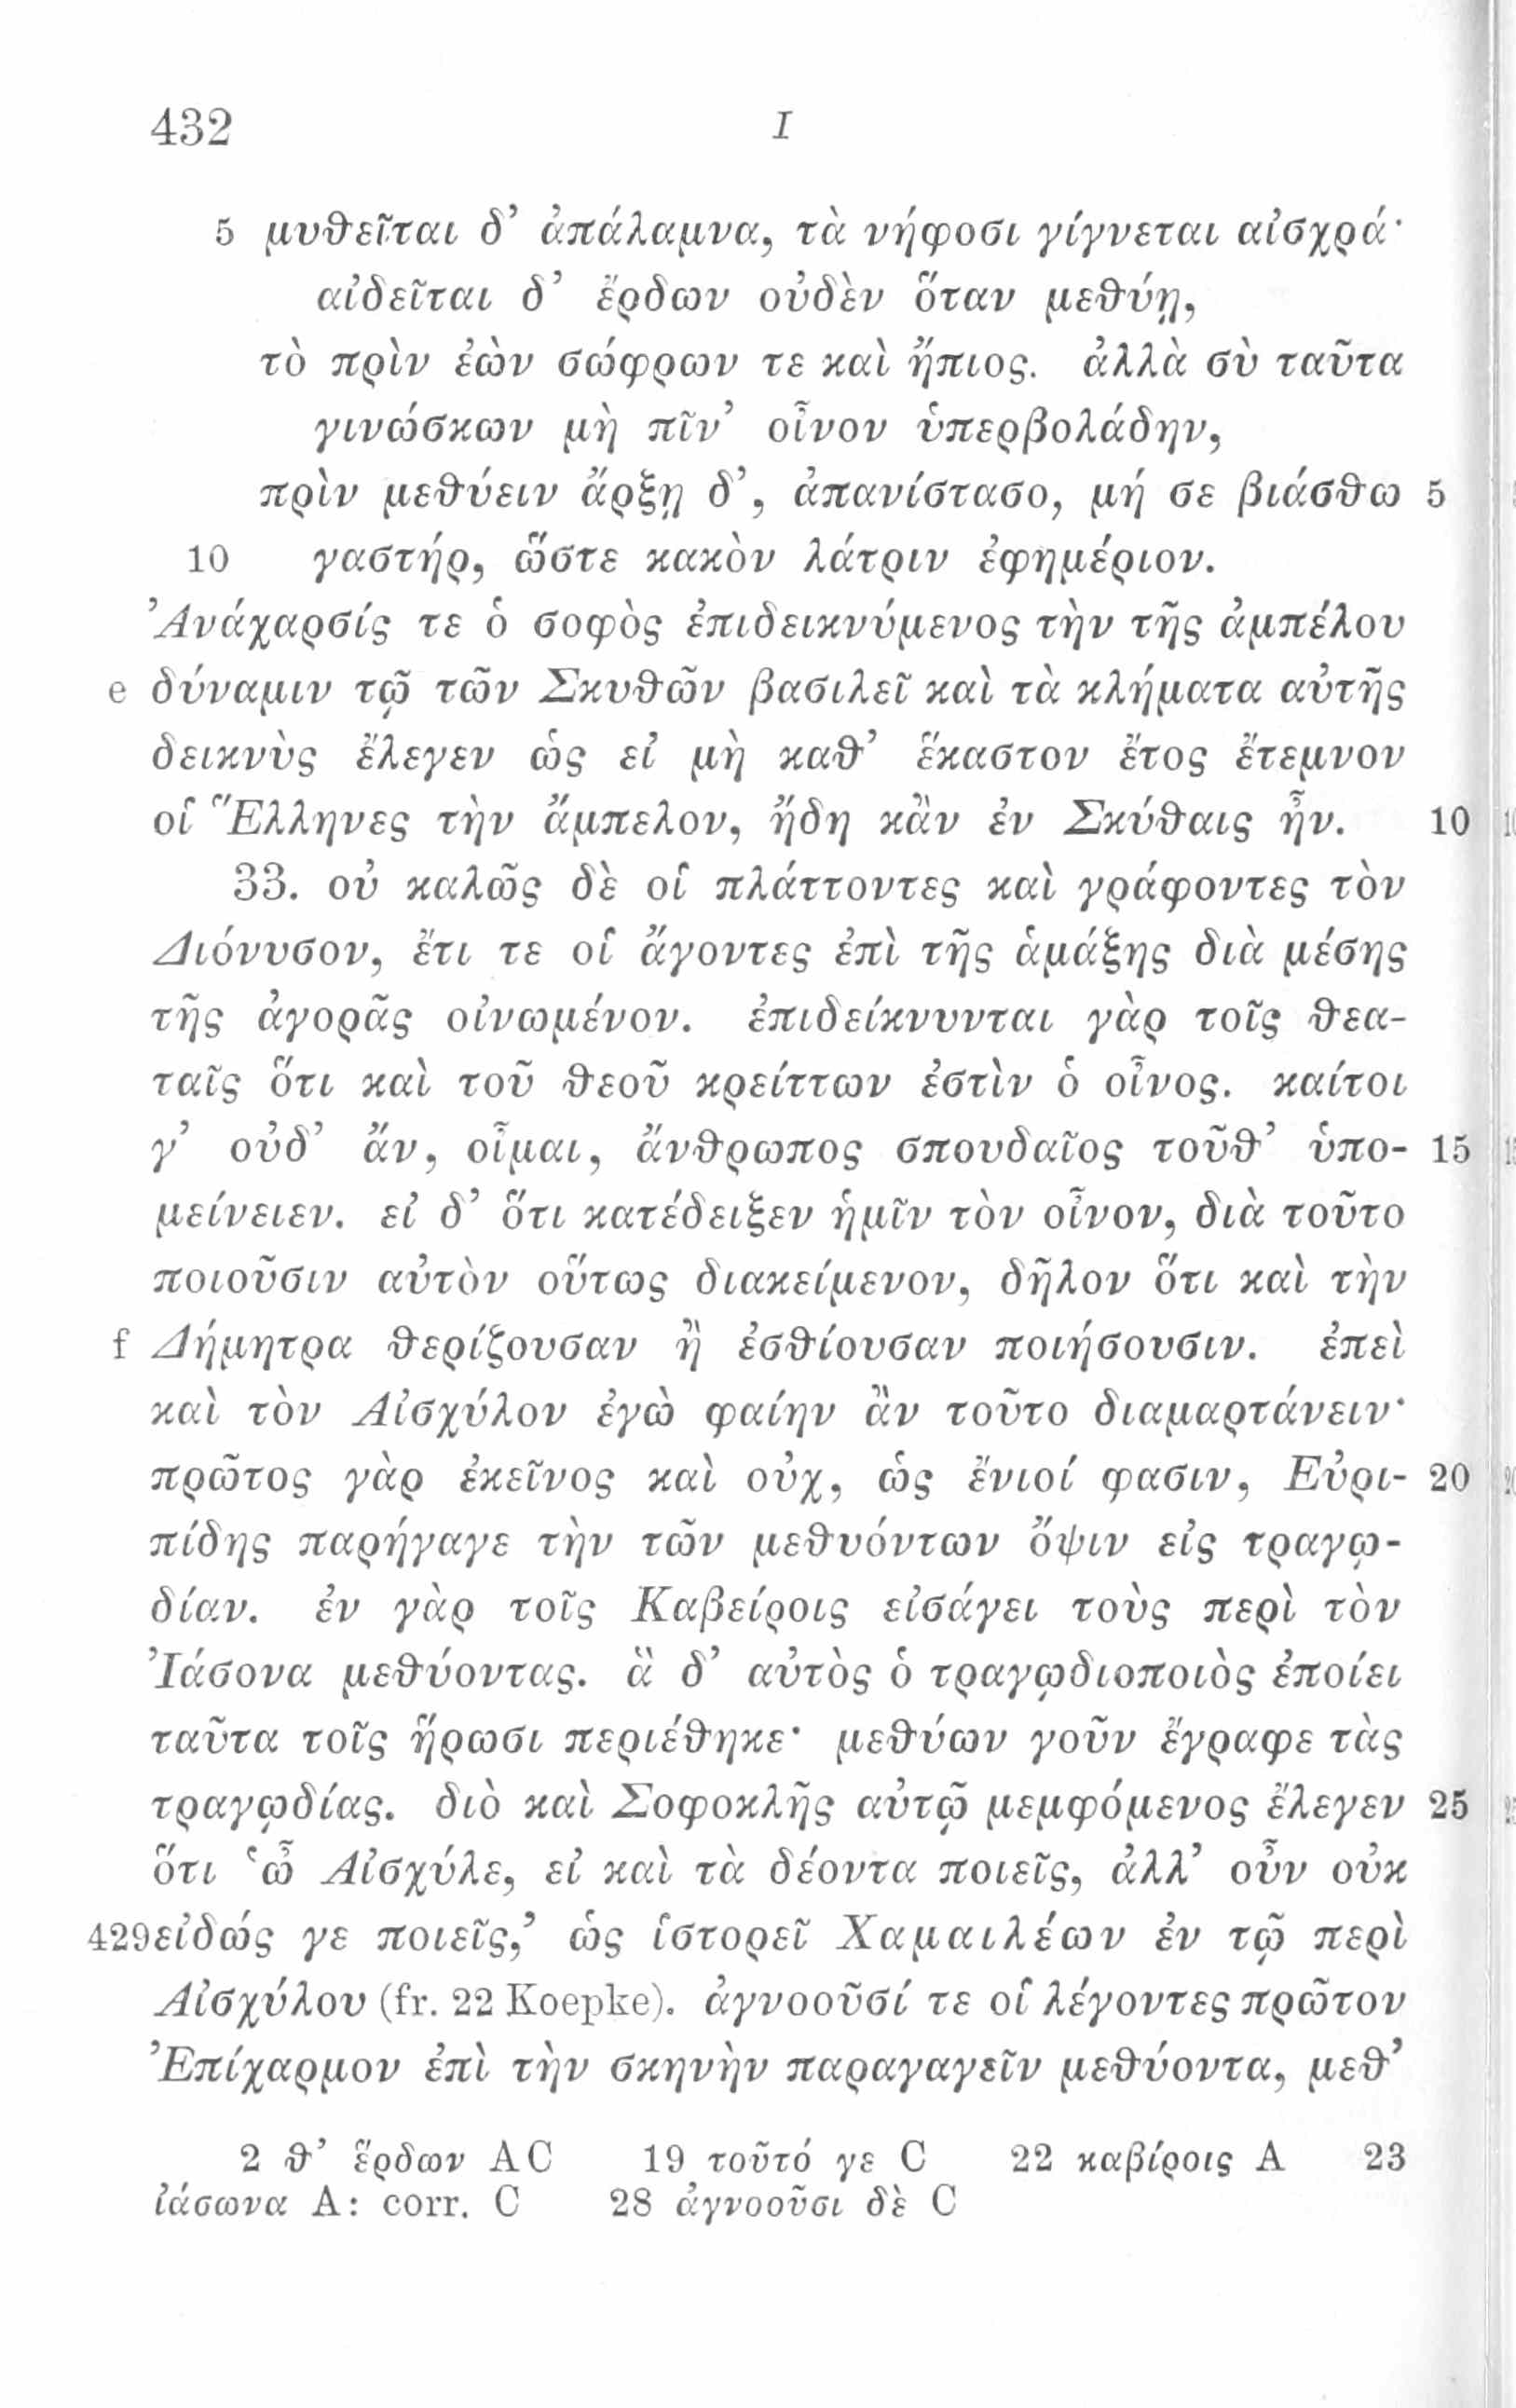 432 I
5 μυθεῖται δ’ ἀπάλαμνα, τὰ νήφοσι γίγνεται αἰσχρά·
αἰδεῖται δ’ ἔρδων οὐδὲν ὅταν μεθύῃ,
τὸ πρὶν ἐὼν σώφρων τε καὶ ἤπιος. ἀλλὰ σὺ ταῦτα
γινώσκων μὴ πῖν’ οἶνον ὑπερβολάδην,
πρὶν μεθύειν ἄρξῃ δ’, ἀπανίστασο, μή σε βιάσθω 5
10 γαστήρ, ὥστε κακὸν λάτριν ἐφημέριον.
Ἀνάχαρσίς τε ὁ σοφὸς ἐπιδεικνύμενος τὴν τῆς ἀμπέλου
e δύναμιν τῷ τῶν Σκυθῶν βασιλεῖ καὶ τὰ κλήματα αὐτῆς
δεικνὺς ἔλεγεν ὡς εἰ μὴ καθ’ ἕκαστον ἔτος ἔτεμνον
οἱ Ἕλληνες τὴν ἄμπελον, ἤδη κἂν ἐν Σκύθαις ἦν. 10
33. οὐ καλῶς δὲ οἱ πλάττοντες καὶ γράφοντες τὸν
Διόνυσον, ἔτι τε οἱ ἄγοντες ἐπὶ τῆς ἁμάξης διὰ μέσης
τῆς ἀγορᾶς οἰνωμένον. ἐπιδείκνυνται γὰρ τοῖς θεα-
ταῖς ὅτι καὶ τοῦ θεοῦ κρείττων ἐστὶν ὁ οἶνος. καίτοι
γ’ οὐδ’ ἄν, οἶμαι, ἄνθρωπος σπουδαῖος τοῦθ’ ὑπο- 15
μείνειεν. εἰ δ’ ὅτι κατέδειξεν ἡμῖν τὸν οἶνον, διὰ τοῦτο
ποιοῦσιν αὐτὸν οὕτως διακείμενον, δῆλον ὅτι καὶ τὴν
f Δήμητρα θερίζουσαν ἢ ἐσθίουσαν ποιήσουσιν. ἐπεὶ
καὶ τὸν Αἰσχύλον ἐγὼ φαίην ἂν τοῦτο διαμαρτάνειν·
πρῶτος γὰρ ἐκεῖνος καὶ οὐχ, ὡς ἔνιοί φασιν, Εὐρι- 20
πίδης παρήγαγε τὴν τῶν μεθυόντων ὄψιν εἰς τραγῳ-
δίαν. ἐν γὰρ τοῖς Καβείροις εἰσάγει τοὺς περὶ τὸν
Ἰάσονα μεθύοντας. ἃ δ’ αὐτὸς ὁ τραγῳδιοποιὸς ἐποίει
ταῦτα τοῖς ἥρωσι περιέθηκε· μεθύων γοῦν ἔγραφε τὰς
τραγῳδίας. διὸ καὶ Σοφοκλῆς αὐτῷ μεμφόμενος ἔλεγεν 25
ὅτι ‘ὦ Αἰσχύλε, εἰ καὶ τὰ δέοντα ποιεῖς, ἀλλ’ οὖν οὐκ
429 εἰδώς γε ποιεῖς,’ ὡς ἱστορεῖ Χαμαιλέων ἐν τῷ περὶ
Αἰσχύλου (fr. 22 Koepke). ἀγνοοῦσί τε οἱ λέγοντες πρῶτον
Ἐπίχαρμον ἐπὶ τὴν σκηνὴν παραγαγεῖν μεθύοντα, μεθ’
2 θ’ ἔρδων AC 19 τοῦτό γε C 22 καβίροις A 23
ἰάσωνα A: corr. C 28 ἀγνοοῦσι δὲ C